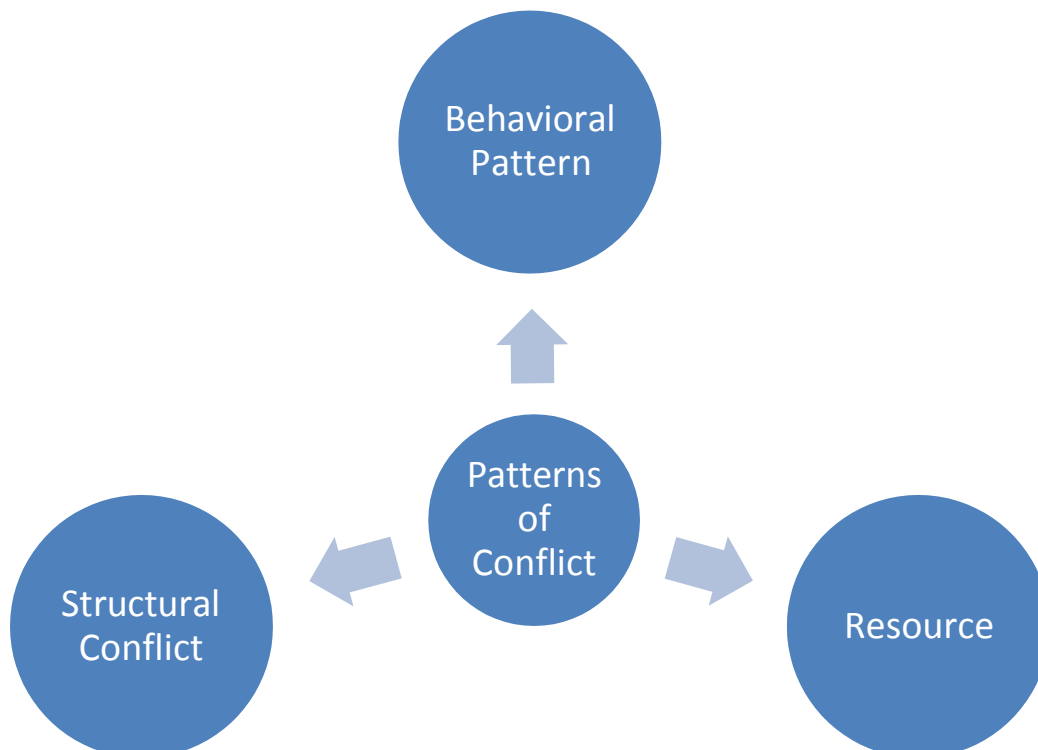 Behavioral
Pattern
Patterns
of
Conflict
Structural
Conflict
Resource